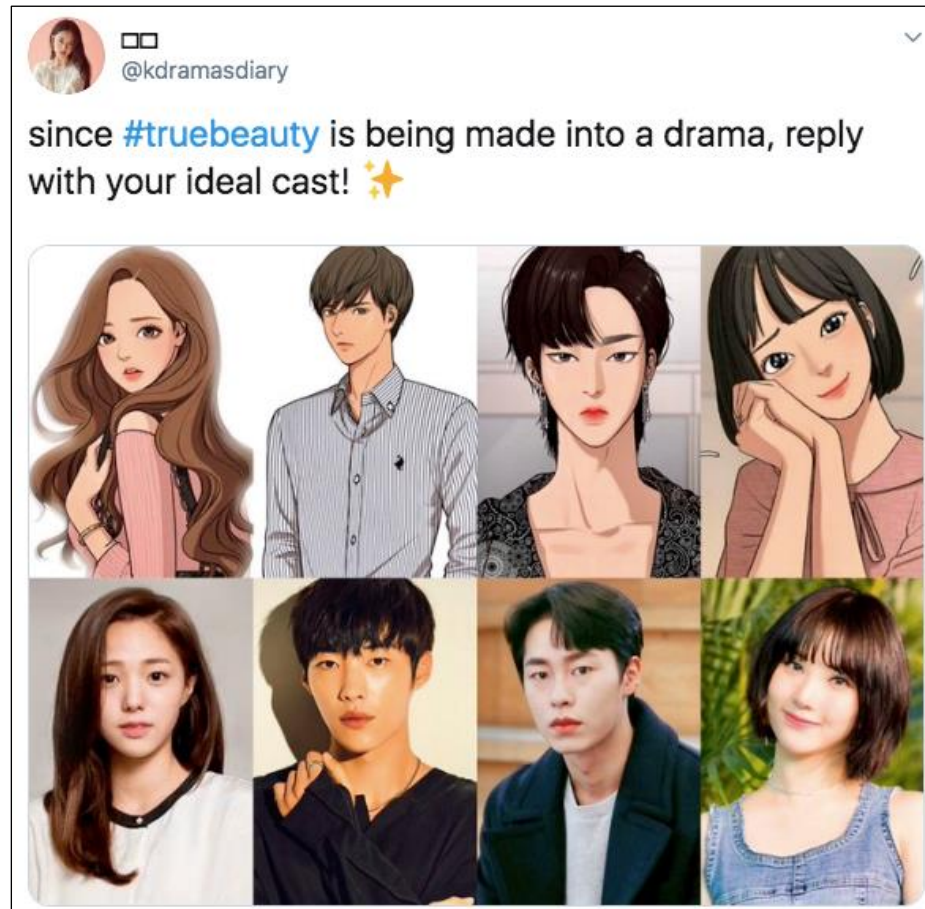 @kdramasdiary
since #truebeauty is being made into a drama, reply
with your ideal cast! ✨